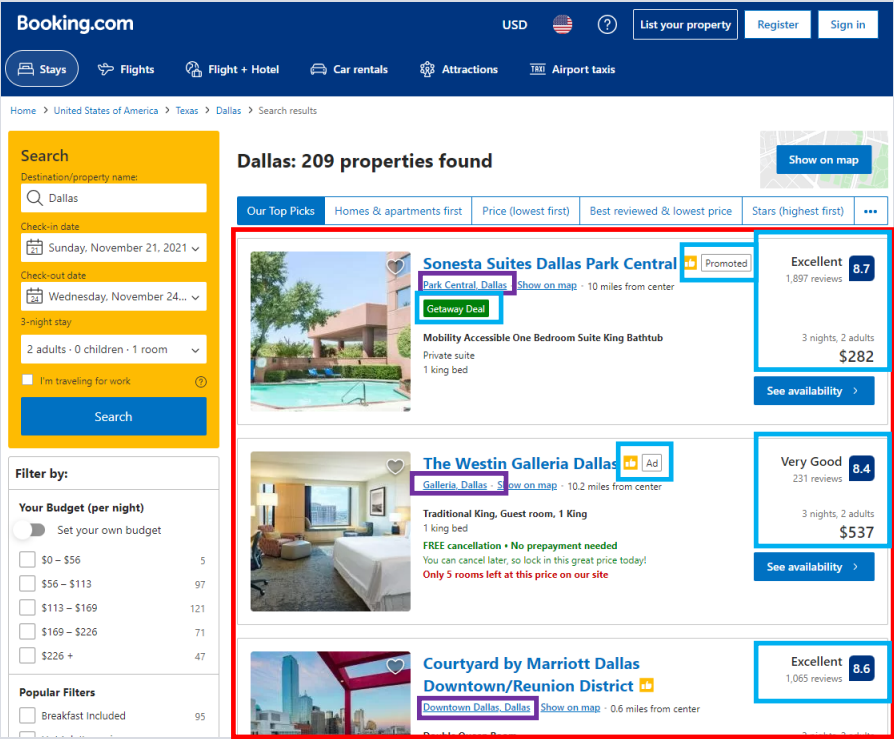 Booking.com
USD
List your property
Register
Sign in
Stays
Flights
Flight + Hotel
Car rentals
Attractions
TAXI Airport taxis
Home > United States of America > Texas > Dallas > Search results
Search
Destination/property name:
Dallas
Check-in date
21 Sunday, November 21, 2021
Check-out date
24 Wednesday, November 24...
3-night stay
2 adults · 0 children · 1 room
I'm traveling for work
Search
Filter by:
Your Budget (per night)
Set your own budget
$0 – $56 5
$56 – $113 97
$113 – $169 121
$169 – $226 71
$226 + 47
Popular Filters
Breakfast Included 95
Dallas: 209 properties found
Show on map
Our Top Picks
Homes & apartments first
Price (lowest first)
Best reviewed & lowest price
Stars (highest first)
Sonesta Suites Dallas Park Central
Promoted
Park Central, Dallas Show on map · 10 miles from center
Getaway Deal
Mobility Accessible One Bedroom Suite King Bathtub
Private suite
1 king bed
Excellent 8.7
1,897 reviews
3 nights, 2 adults
$282
See availability >
The Westin Galleria Dallas
Ad
Galleria, Dallas · Show on map · 10.2 miles from center
Traditional King, Guest room, 1 King
1 king bed
FREE cancellation • No prepayment needed
You can cancel later, so lock in this great price today!
Only 5 rooms left at this price on our site
Very Good 8.4
231 reviews
3 nights, 2 adults
$537
See availability >
Courtyard by Marriott Dallas
Downtown/Reunion District
Downtown Dallas, Dallas Show on map · 0.6 miles from center
Excellent 8.6
1,065 reviews